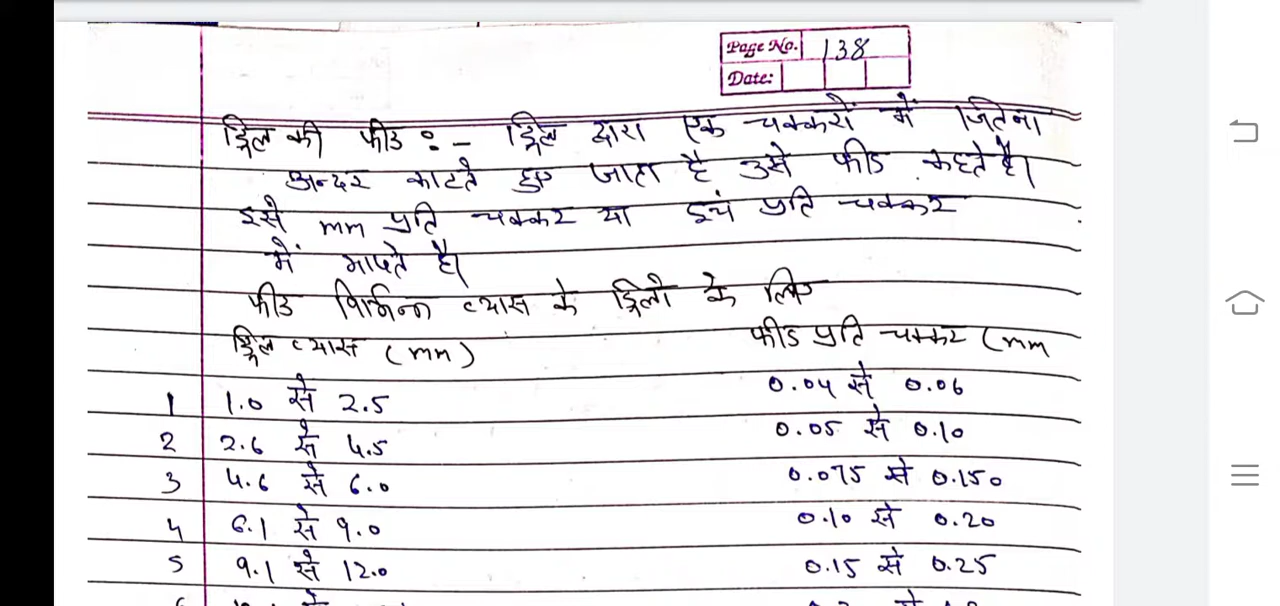 Page No. 138
Date:
ड्रिल की फीड :- ड्रिल द्वारा एक चक्करों में जितना
अन्दर काटते हुए जाता है उसे फीड कहते है।
इसे mm प्रति चक्कर या इचं प्रति चक्कर
में मापते है।
फीड विभिन्न व्यास के ड्रिलो के लिए
ड्रिल व्यास (mm) फीड प्रति चक्कर (mm
1 1.0 से 2.5 0.04 से 0.06
2 2.6 से 4.5 0.05 से 0.10
3 4.6 से 6.0 0.075 से 0.150
4 6.1 से 9.0 0.10 से 0.20
5 9.1 से 12.0 0.15 से 0.25